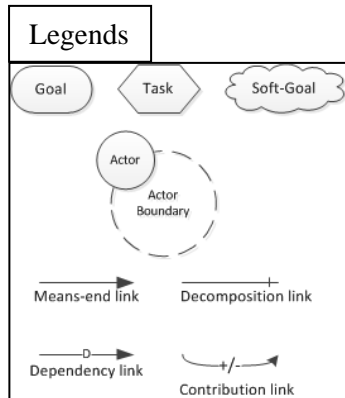 Legends
Goal
Task
Soft-Goal
Actor
Actor
Boundary
Means-end link
Decomposition link
D
Dependency link
+/-
Contribution link